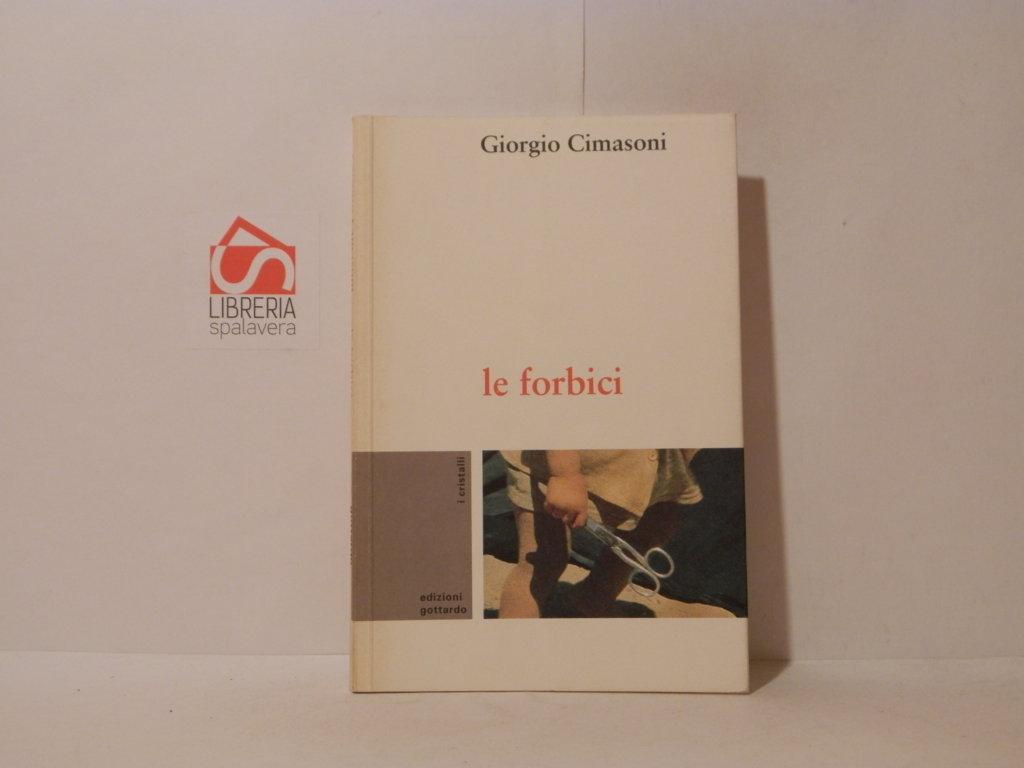 Giorgio Cimasoni
LIBRERIA
spalavera
le forbici
i cristalli
edizioni
gottardo